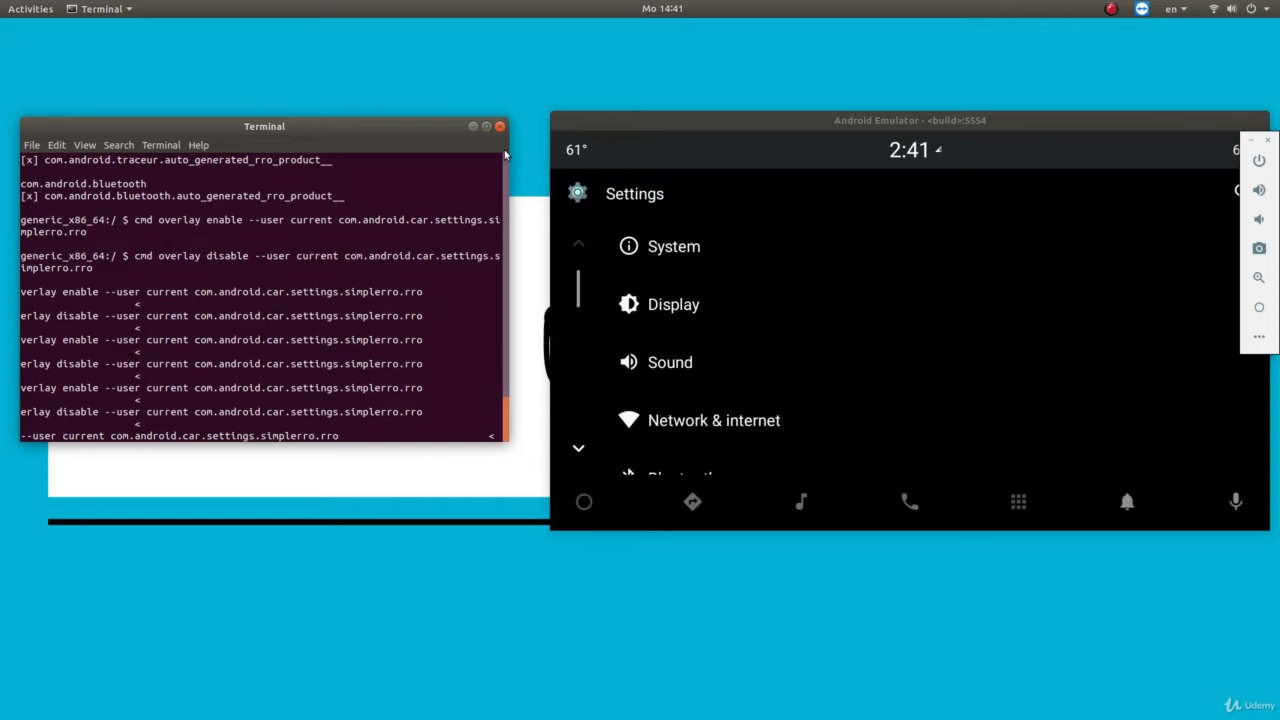 Activities
Terminal
Mo 14:41
en
Terminal
File Edit View Search Terminal Help
[x] com.android.traceur.auto_generated_rro_product__
com.android.bluetooth
[x] com.android.bluetooth.auto_generated_rro_product__
generic_x86_64:/ $ cmd overlay enable --user current com.android.car.settings.si
mplerro.rro
generic_x86_64:/ $ cmd overlay disable --user current com.android.car.settings.s
implerro.rro
verlay enable --user current com.android.car.settings.simplerro.rro
<
erlay disable --user current com.android.car.settings.simplerro.rro
<
verlay enable --user current com.android.car.settings.simplerro.rro
<
erlay disable --user current com.android.car.settings.simplerro.rro
<
verlay enable --user current com.android.car.settings.simplerro.rro
<
erlay disable --user current com.android.car.settings.simplerro.rro
<
--user current com.android.car.settings.simplerro.rro <
Android Emulator - <build>:5554
61° 2:41 6
Settings
System
Display
Sound
Network & internet
Udemy